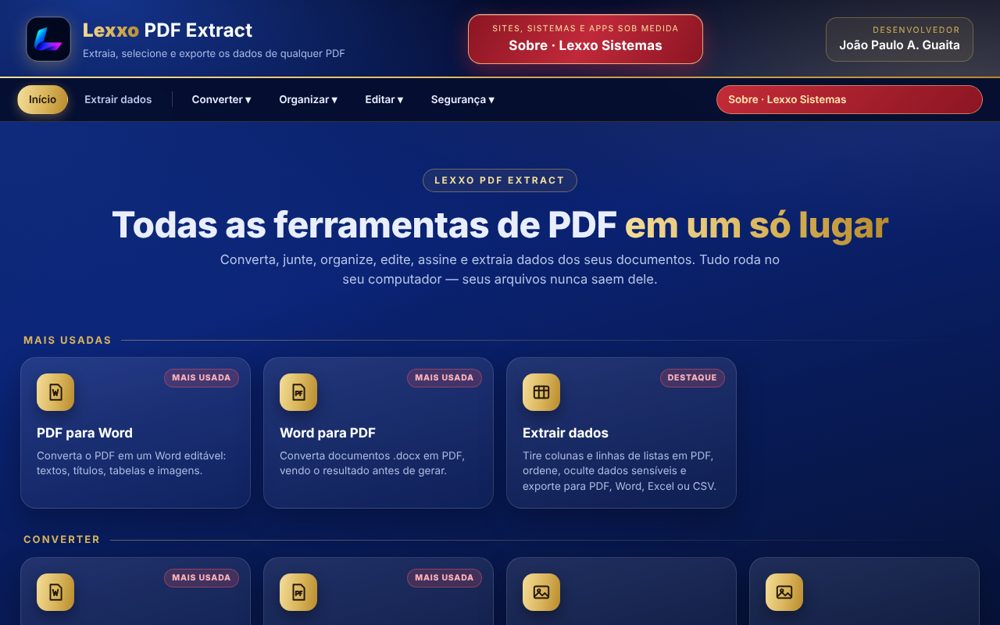 Lexxo PDF Extract
Extraia, selecione e exporte os dados de qualquer PDF
SITES, SISTEMAS E APPS SOB MEDIDA
Sobre · Lexxo Sistemas
DESENVOLVEDOR
João Paulo A. Guaita
Início Extrair dados Converter ▾ Organizar ▾ Editar ▾ Segurança ▾ Sobre · Lexxo Sistemas
LEXXO PDF EXTRACT
Todas as ferramentas de PDF em um só lugar
Converta, junte, organize, edite, assine e extraia dados dos seus documentos. Tudo roda no
seu computador — seus arquivos nunca saem dele.
MAIS USADAS
W
MAIS USADA
PDF para Word
Converta o PDF em um Word editável:
textos, títulos, tabelas e imagens.
MAIS USADA
Word para PDF
Converta documentos .docx em PDF,
vendo o resultado antes de gerar.
DESTAQUE
Extrair dados
Tire colunas e linhas de listas em PDF,
ordene, oculte dados sensíveis e
exporte para PDF, Word, Excel ou CSV.
CONVERTER
W
MAIS USADA
MAIS USADA